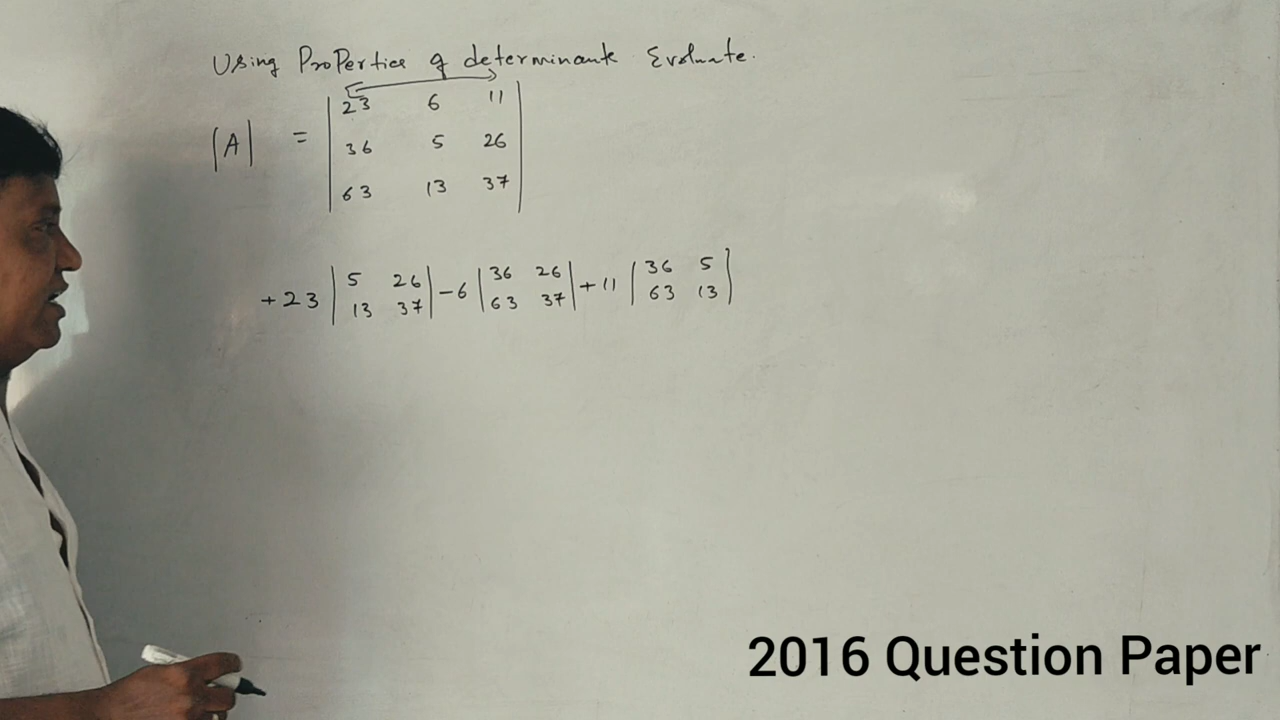 Using Properties of determinants Evaluate.
|A| = | 23 6 11 |
| 36 5 26 |
| 63 13 37 |
+23 | 5 26 | -6 | 36 26 | +11 | 36 5 |
| 13 37 | | 63 37 | | 63 13 |
2016 Question Paper